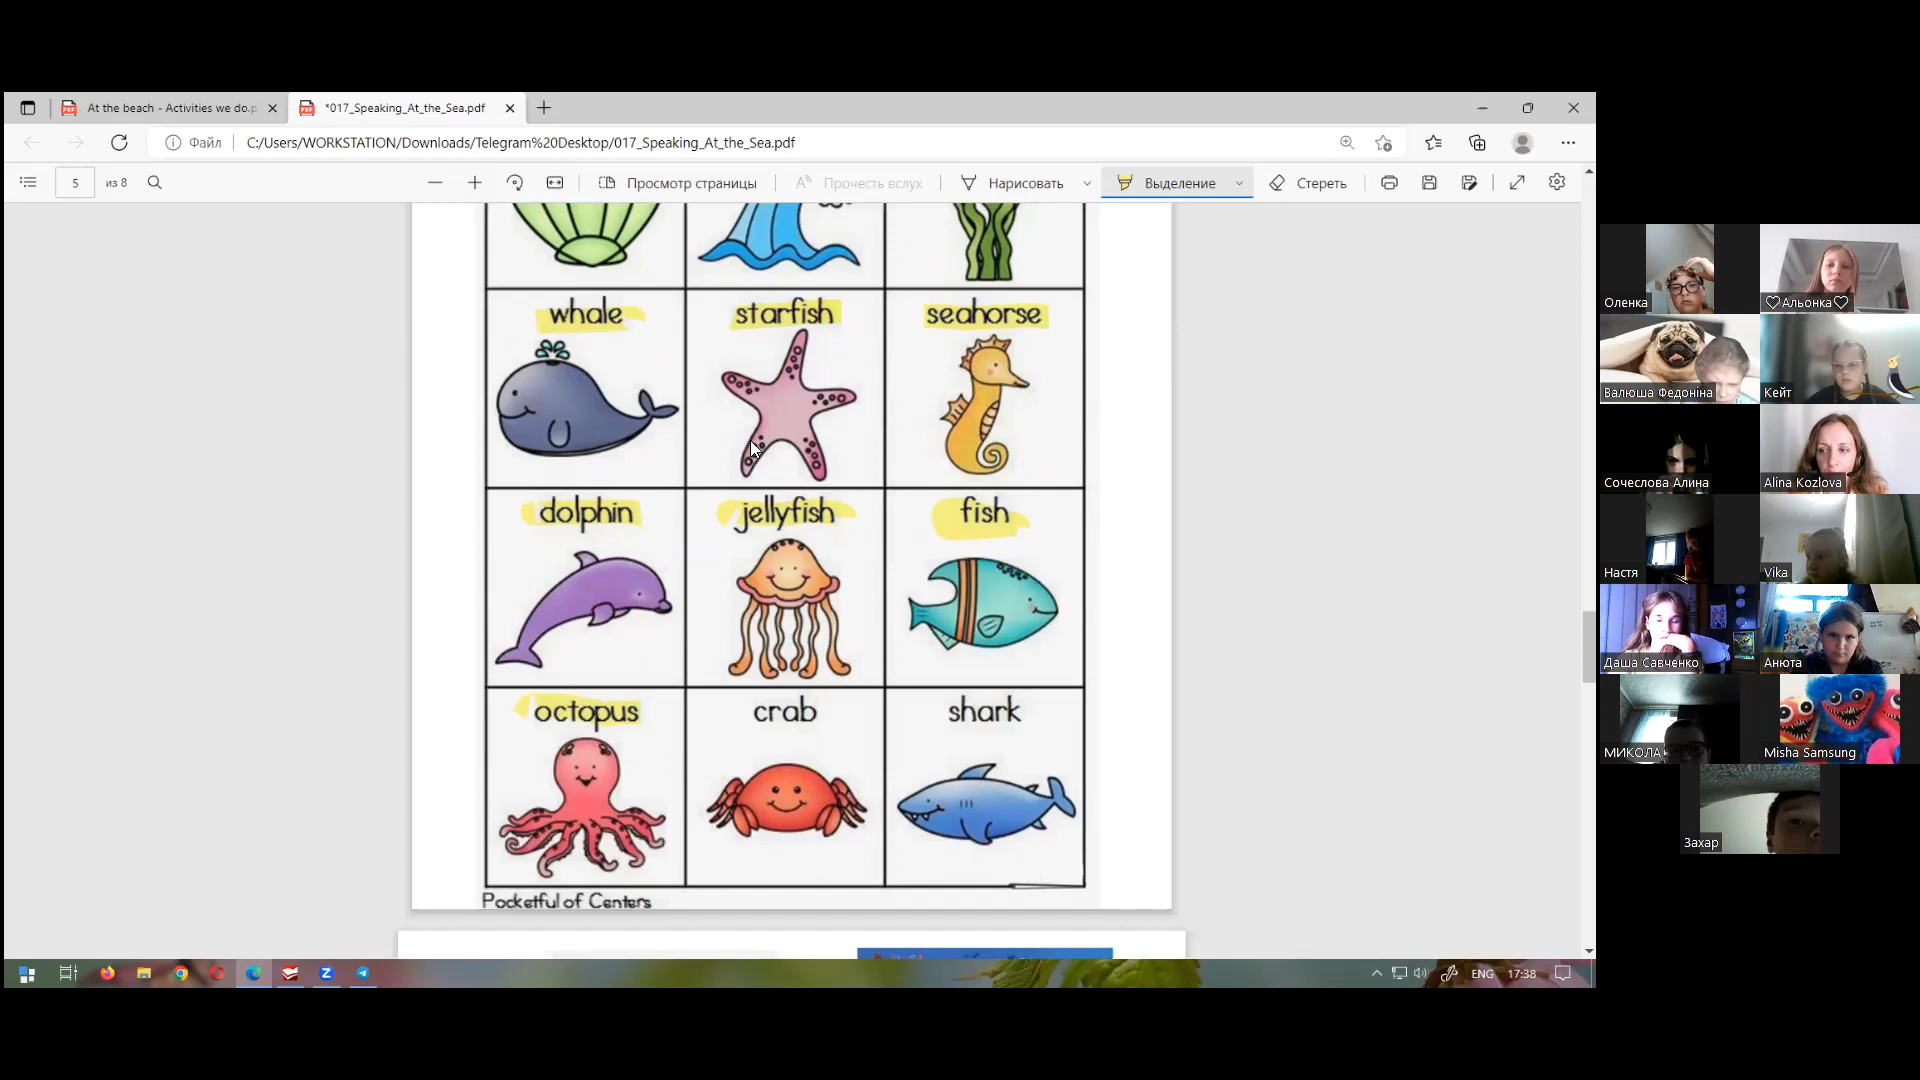 At the beach - Activities we do.p
*017_Speaking_At_the_Sea.pdf
Файл
C:/Users/WORKSTATION/Downloads/Telegram%20Desktop/017_Speaking_At_the_Sea.pdf
5 из 8
Просмотр страницы
Прочесть вслух
Нарисовать
Выделение
Стереть
whale starfish seahorse
dolphin jellyfish fish
octopus crab shark
Pocketful of Centers
Оленка
♡Альонка♡
Валюша Федоніна
Кейт
Сочеслова Алина
Alina Kozlova
Настя
Vika
Даша Савченко
Анюта
МИКОЛА
Misha Samsung
Захар
ENG 17:38